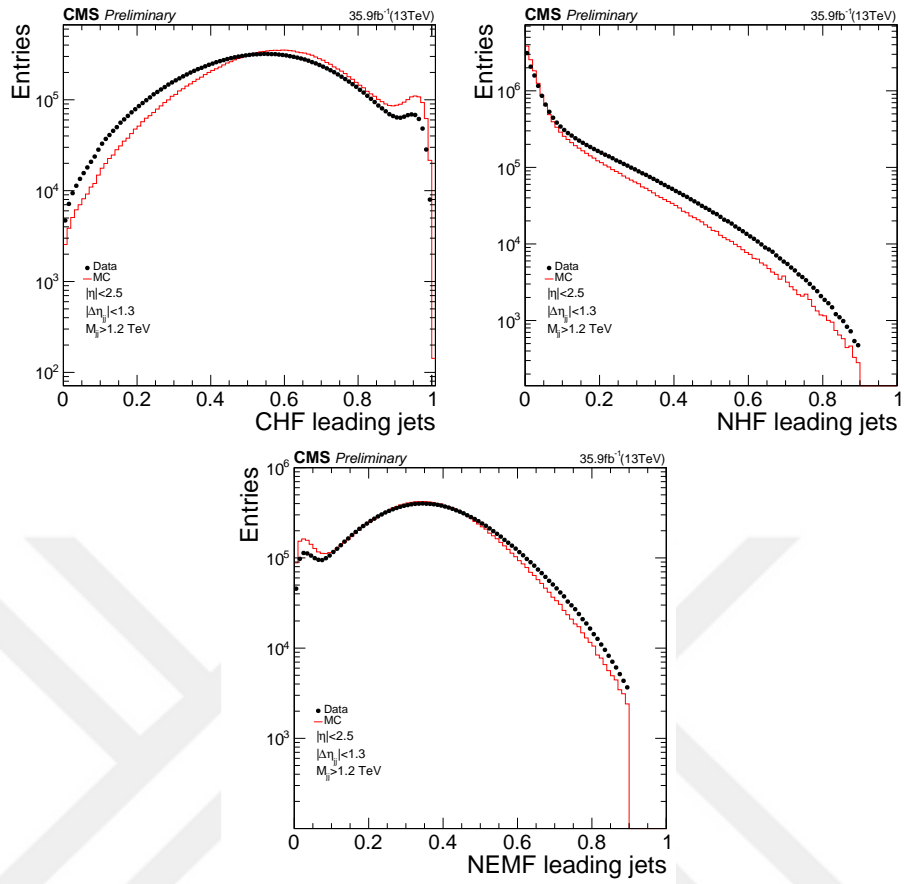 CMS Preliminary 35.9fb⁻¹(13TeV)
Entries
10⁵
10⁴
10³
10²
Data
MC
|η|<2.5
|Δη_jj|<1.3
M_jj>1.2 TeV
0 0.2 0.4 0.6 0.8 1
CHF leading jets
CMS Preliminary 35.9fb⁻¹(13TeV)
Entries
10⁶
10⁵
10⁴
10³
Data
MC
|η|<2.5
|Δη_jj|<1.3
M_jj>1.2 TeV
0 0.2 0.4 0.6 0.8 1
NHF leading jets
CMS Preliminary 35.9fb⁻¹(13TeV)
Entries
10⁶
10⁵
10⁴
10³
Data
MC
|η|<2.5
|Δη_jj|<1.3
M_jj>1.2 TeV
0 0.2 0.4 0.6 0.8 1
NEMF leading jets